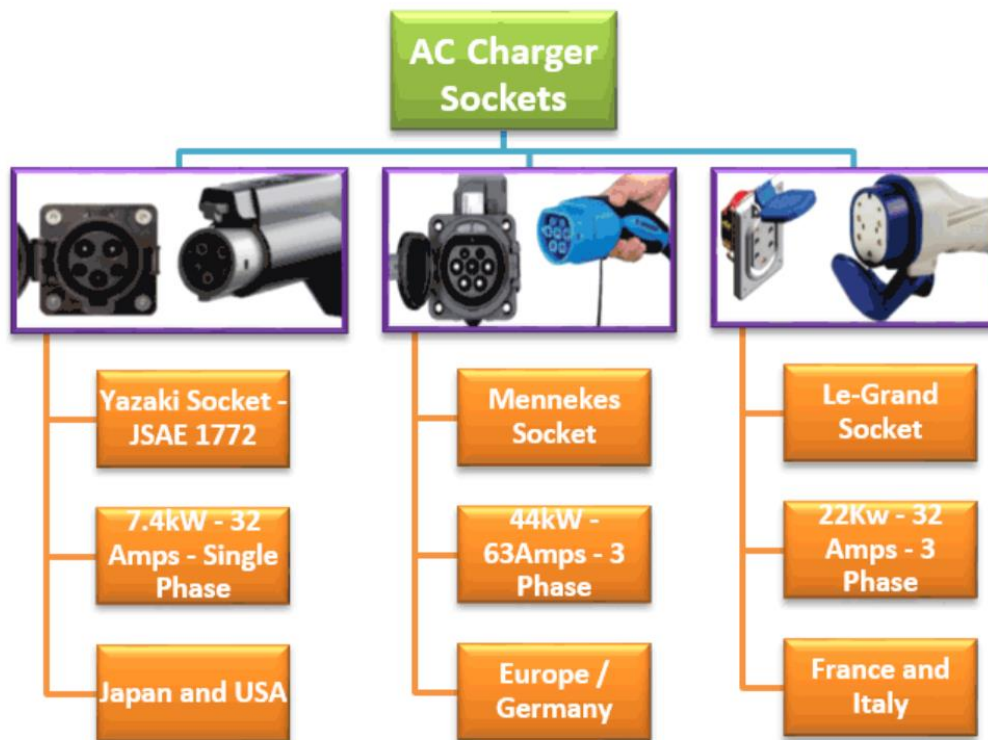 AC Charger
Sockets
Yazaki Socket -
JSAE 1772
7.4kW - 32
Amps - Single
Phase
Japan and USA
Mennekes
Socket
44kW -
63Amps - 3
Phase
Europe /
Germany
Le-Grand
Socket
22Kw - 32
Amps - 3
Phase
France and
Italy